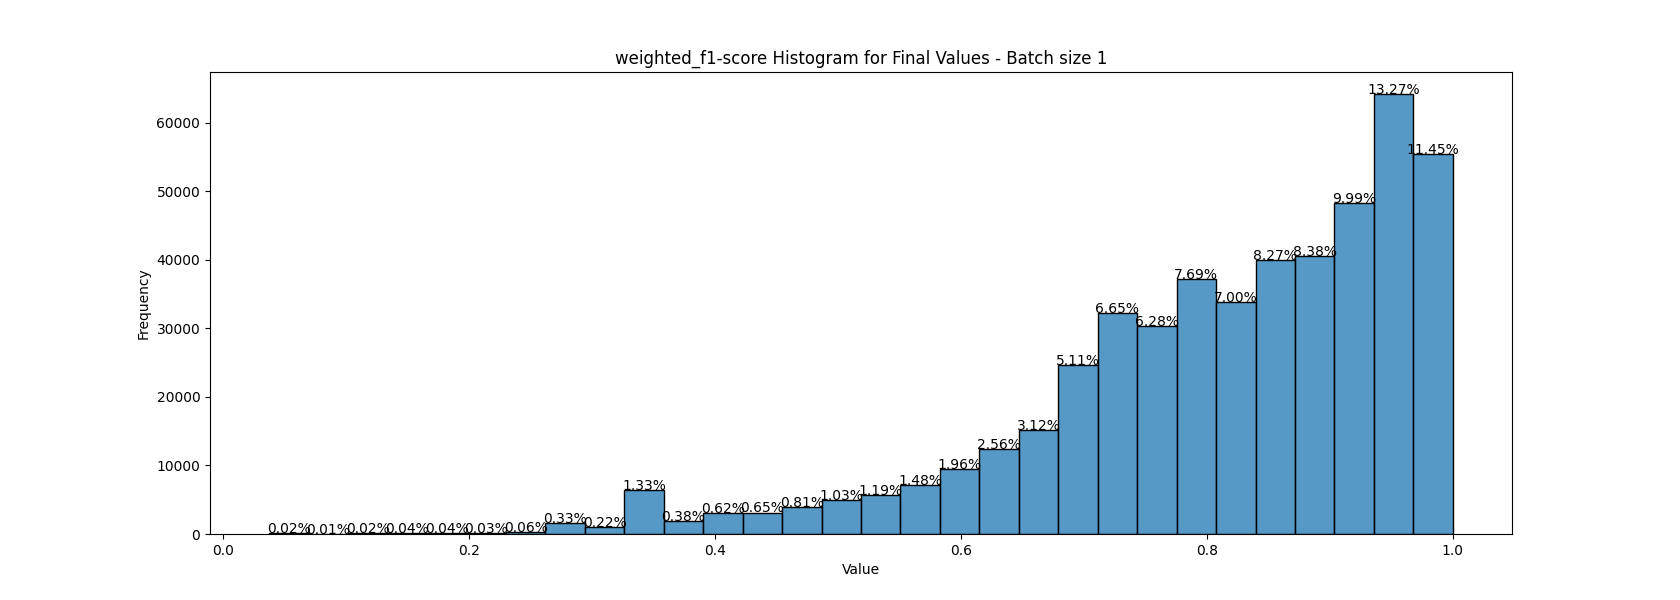 weighted_f1-score Histogram for Final Values - Batch size 1
Frequency
60000
50000
40000
30000
20000
10000
0
0.02% 0.01% 0.02% 0.04% 0.04% 0.03% 0.06% 0.33% 0.22% 1.33% 0.38% 0.62% 0.65% 0.81% 1.03% 1.19% 1.48% 1.96% 2.56% 3.12% 5.11% 6.65% 6.28% 7.69% 7.00% 8.27% 8.38% 9.99% 13.27% 11.45%
0.0 0.2 0.4 0.6 0.8 1.0
Value